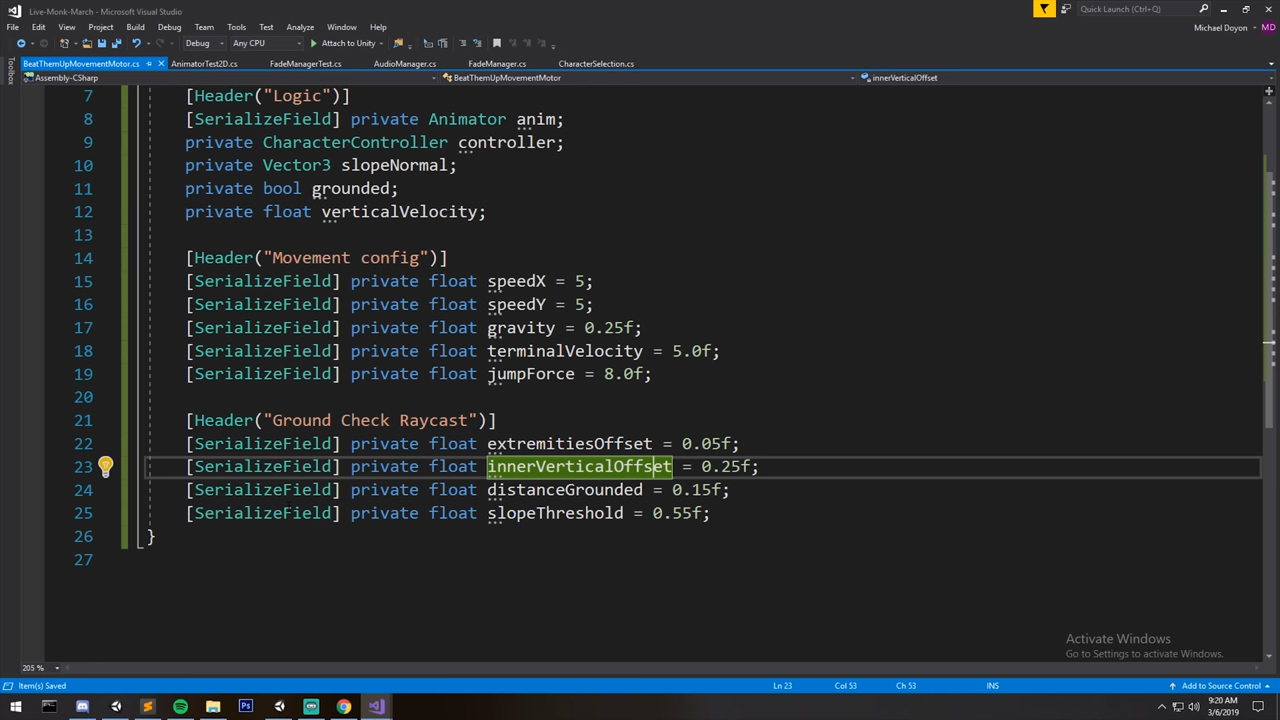 Live-Monk-March - Microsoft Visual Studio
Quick Launch (Ctrl+Q)
File Edit View Project Build Debug Team Tools Test Analyze Window Help
Michael Doyon MD
Debug Any CPU Attach to Unity
BeatThemUpMovementMotor.cs AnimatorTest2D.cs FadeManagerTest.cs AudioManager.cs FadeManager.cs CharacterSelection.cs
Toolbox
Assembly-CSharp BeatThemUpMovementMotor innerVerticalOffset
7 [Header("Logic")]
8 [SerializeField] private Animator anim;
9 private CharacterController controller;
10 private Vector3 slopeNormal;
11 private bool grounded;
12 private float verticalVelocity;
13
14 [Header("Movement config")]
15 [SerializeField] private float speedX = 5;
16 [SerializeField] private float speedY = 5;
17 [SerializeField] private float gravity = 0.25f;
18 [SerializeField] private float terminalVelocity = 5.0f;
19 [SerializeField] private float jumpForce = 8.0f;
20
21 [Header("Ground Check Raycast")]
22 [SerializeField] private float extremitiesOffset = 0.05f;
23 [SerializeField] private float innerVerticalOffset = 0.25f;
24 [SerializeField] private float distanceGrounded = 0.15f;
25 [SerializeField] private float slopeThreshold = 0.55f;
26 }
27
Activate Windows
Go to Settings to activate Windows.
205 %
Item(s) Saved Ln 23 Col 53 Ch 53 INS Add to Source Control
Ps
9:20 AM
3/6/2019